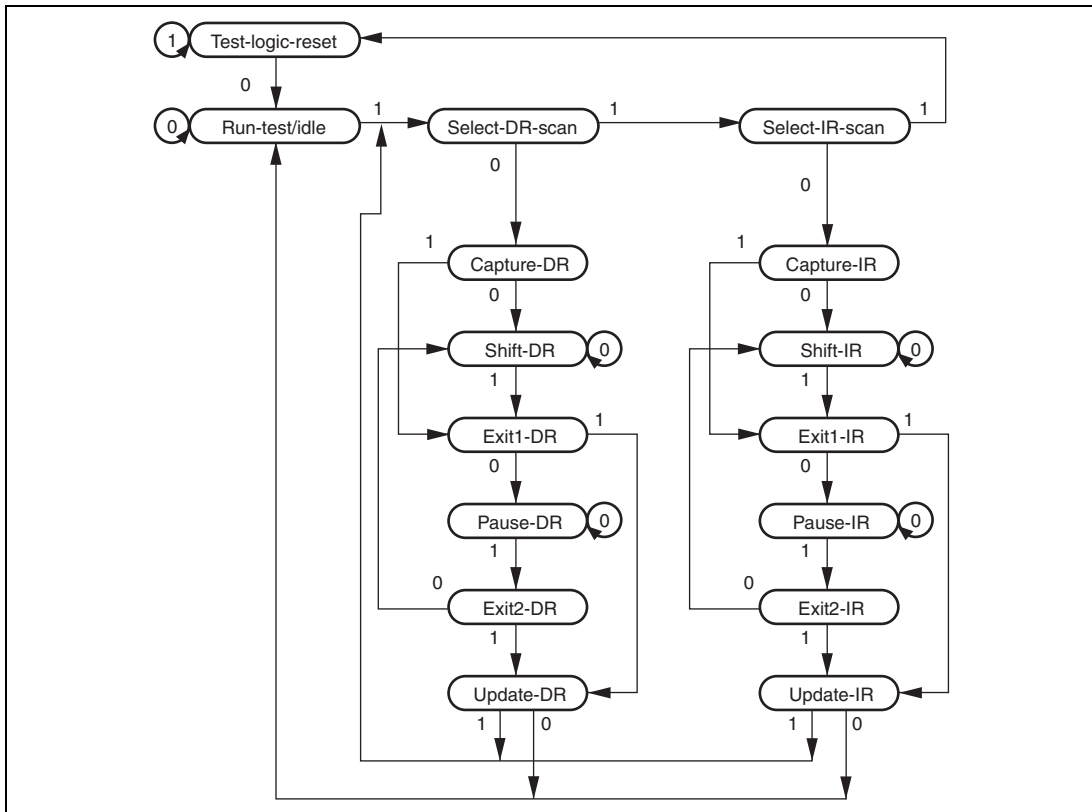 1 Test-logic-reset
0
0 Run-test/idle 1 Select-DR-scan 1 Select-IR-scan 1
0 0
1 1
Capture-DR Capture-IR
0 0
Shift-DR 0 Shift-IR 0
1 1
Exit1-DR 1 Exit1-IR 1
0 0
Pause-DR 0 Pause-IR 0
1 1
0 0
Exit2-DR Exit2-IR
1 1
Update-DR Update-IR
1 0 1 0